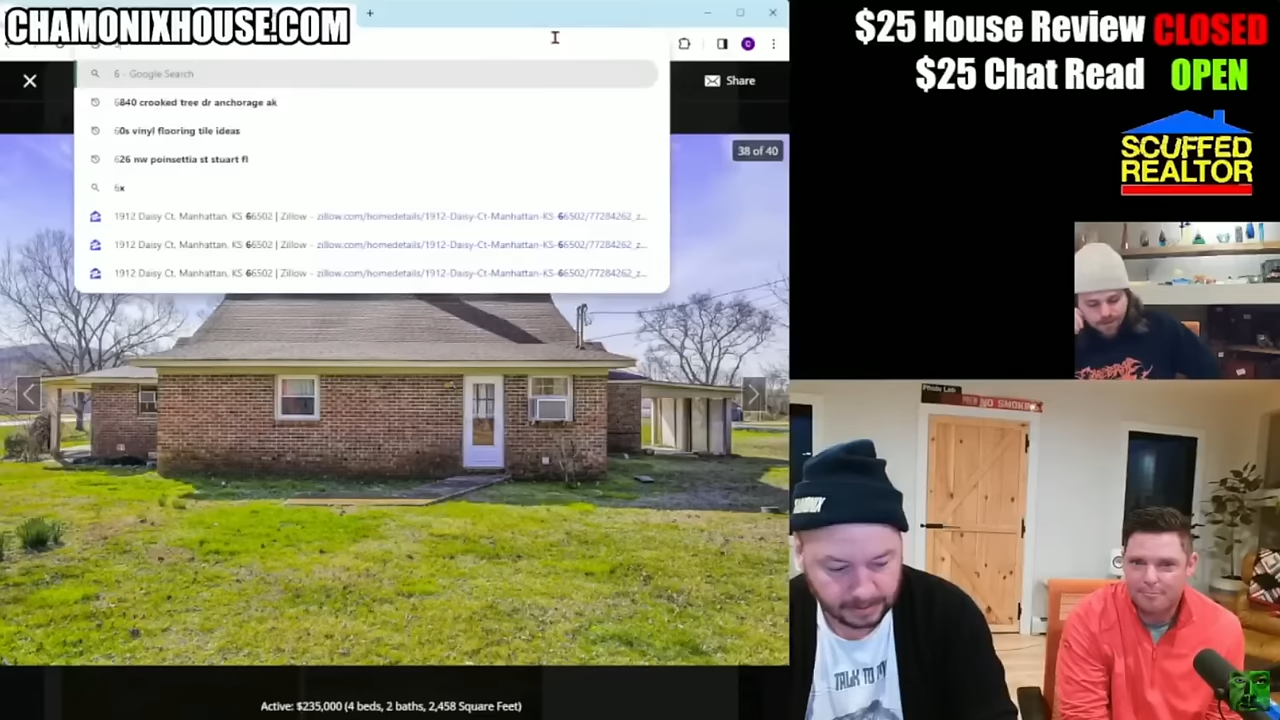 CHAMONIXHOUSE.COM
6 - Google Search
6840 crooked tree dr anchorage ak
60s vinyl flooring tile ideas
626 nw poinsettia st stuart fl
6x
1912 Daisy Ct, Manhattan, KS 66502 | Zillow - zillow.com/homedetails/1912-Daisy-Ct-Manhattan-KS-66502/77284262_z...
1912 Daisy Ct, Manhattan, KS 66502 | Zillow - zillow.com/homedetails/1912-Daisy-Ct-Manhattan-KS-66502/77284262_z...
1912 Daisy Ct, Manhattan, KS 66502 | Zillow - zillow.com/homedetails/1912-Daisy-Ct-Manhattan-KS-66502/77284262_z...
Share
38 of 40
Active: $235,000 (4 beds, 2 baths, 2,458 Square Feet)
$25 House Review CLOSED
$25 Chat Read OPEN
SCUFFED
REALTOR
Photo Lab
NO SMOKING
TALK TO MY